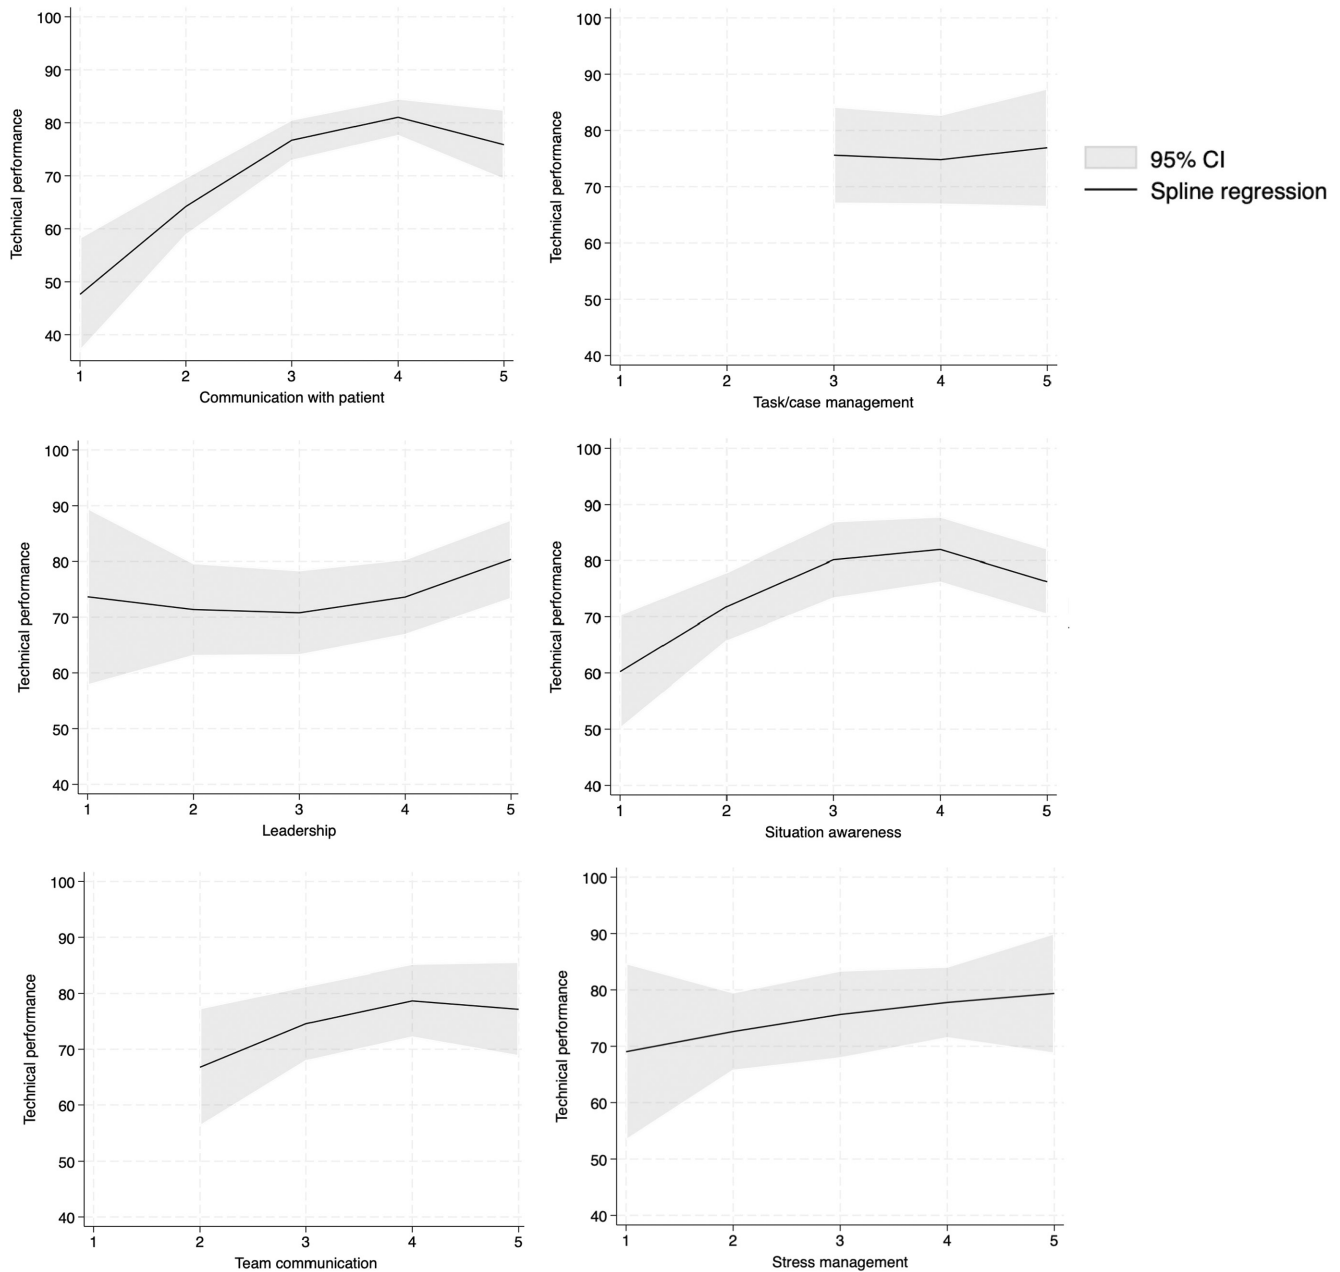 100
90
80
70
60
50
40
Technical performance
1 2 3 4 5
Communication with patient
100
90
80
70
60
50
40
Technical performance
1 2 3 4 5
Task/case management
95% CI
Spline regression
100
90
80
70
60
50
40
Technical performance
1 2 3 4 5
Leadership
100
90
80
70
60
50
40
Technical performance
1 2 3 4 5
Situation awareness
100
90
80
70
60
50
40
Technical performance
1 2 3 4 5
Team communication
100
90
80
70
60
50
40
Technical performance
1 2 3 4 5
Stress management